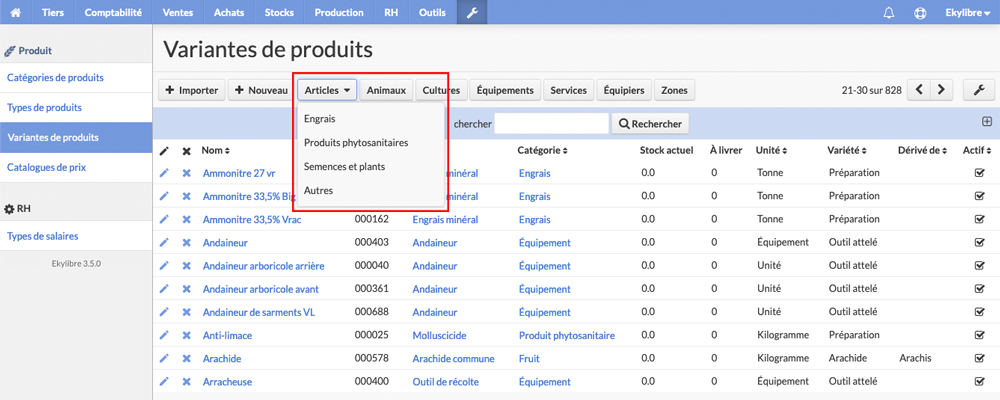 Tiers Comptabilité Ventes Achats Stocks Production RH Outils Ekylibre
Produit
Catégories de produits
Types de produits
Variantes de produits
Catalogues de prix
RH
Types de salaires
Ekylibre 3.5.0
Variantes de produits
Importer Nouveau Articles Animaux Cultures Équipements Services Équipiers Zones 21-30 sur 828
Engrais
Produits phytosanitaires
Semences et plants
Autres
chercher Rechercher
Nom Catégorie Stock actuel À livrer Unité Variété Dérivé de Actif
Ammonitre 27 vr minéral Engrais 0.0 0 Tonne Préparation
Ammonitre 33,5% Big minéral Engrais 0.0 0 Tonne Préparation
Ammonitre 33,5% Vrac 000162 Engrais minéral Engrais 0.0 0 Tonne Préparation
Andaineur 000403 Andaineur Équipement 0.0 0 Équipement Outil attelé
Andaineur arboricole arrière 000040 Andaineur Équipement 0.0 0 Unité Outil attelé
Andaineur arboricole avant 000361 Andaineur Équipement 0.0 0 Unité Outil attelé
Andaineur de sarments VL 000688 Andaineur Équipement 0.0 0 Unité Outil attelé
Anti-limace 000025 Molluscicide Produit phytosanitaire 0.0 0 Kilogramme Préparation
Arachide 000578 Arachide commune Fruit 0.0 0 Kilogramme Arachide Arachis
Arracheuse 000400 Outil de récolte Équipement 0.0 0 Équipement Outil attelé